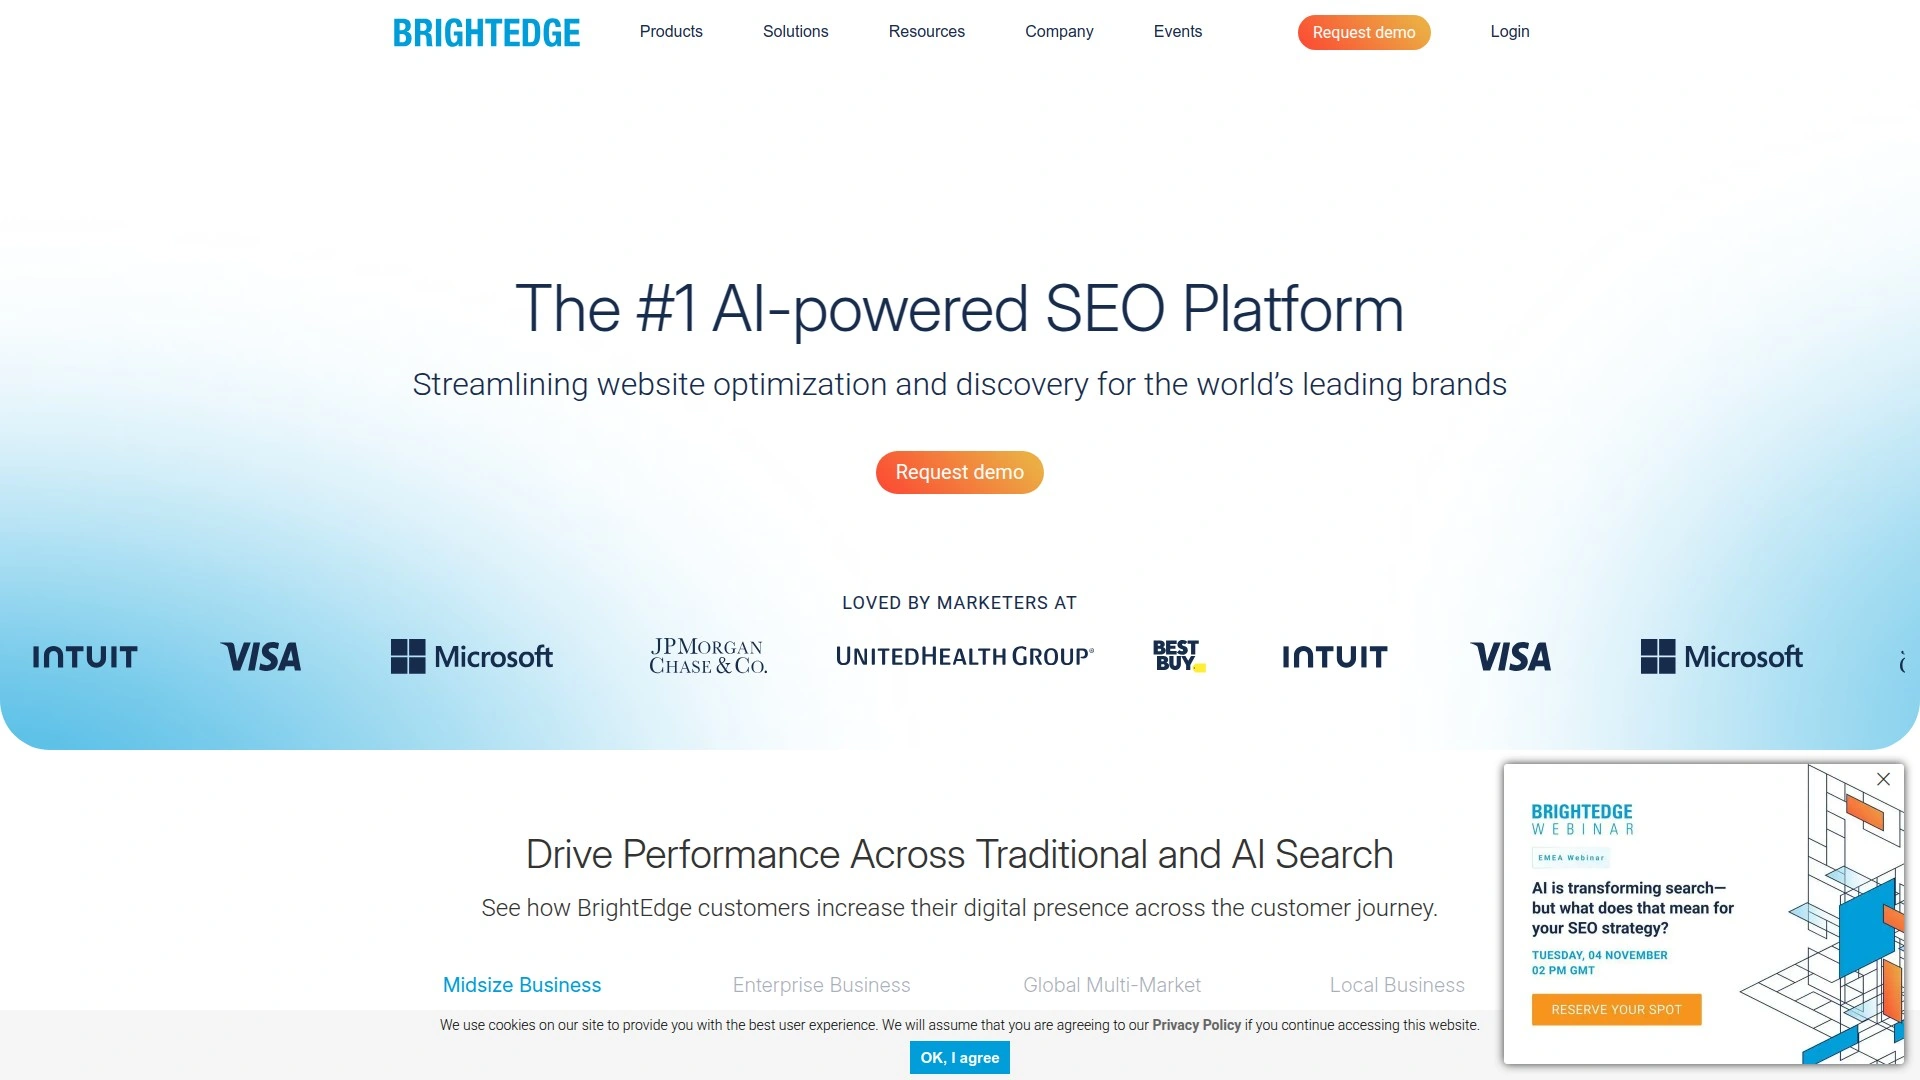 BRIGHTEDGE
Products
Solutions
Resources
Company
Events
Request demo
Login
The #1 AI-powered SEO Platform
Streamlining website optimization and discovery for the world’s leading brands
Request demo
LOVED BY MARKETERS AT
INTUIT
VISA
Microsoft
JPMORGAN
CHASE & CO.
UNITEDHEALTH GROUP®
BEST
BUY
INTUIT
VISA
Microsoft
Drive Performance Across Traditional and AI Search
See how BrightEdge customers increase their digital presence across the customer journey.
Midsize Business
Enterprise Business
Global Multi-Market
Local Business
BRIGHTEDGE
WEBINAR
EMEA Webinar
AI is transforming search—
but what does that mean for
your SEO strategy?
TUESDAY, 04 NOVEMBER
02 PM GMT
RESERVE YOUR SPOT
We use cookies on our site to provide you with the best user experience. We will assume that you are agreeing to our Privacy Policy if you continue accessing this website.
OK, I agree